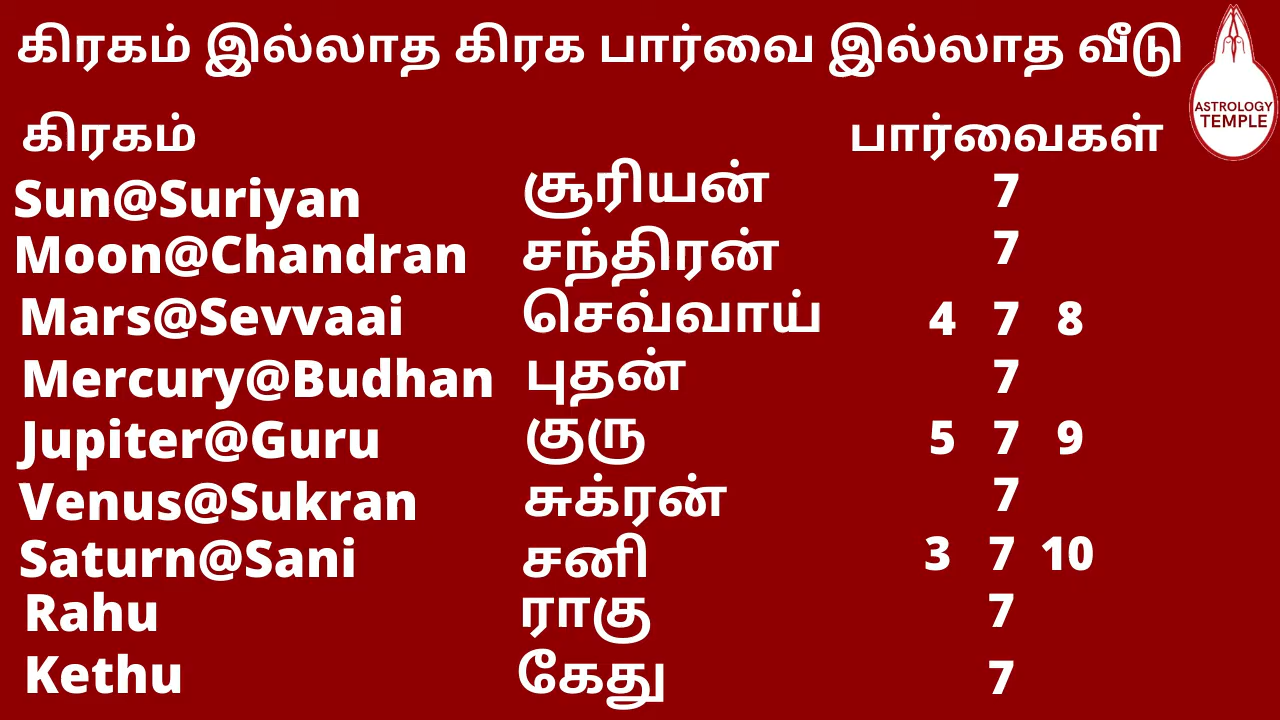 கிரகம் இல்லாத கிரக பார்வை இல்லாத வீடு
ASTROLOGY
TEMPLE
கிரகம் பார்வைகள்
Sun@Suriyan சூரியன் 7
Moon@Chandran சந்திரன் 7
Mars@Sevvaai செவ்வாய் 4 7 8
Mercury@Budhan புதன் 7
Jupiter@Guru குரு 5 7 9
Venus@Sukran சுக்ரன் 7
Saturn@Sani சனி 3 7 10
Rahu ராகு 7
Kethu கேது 7